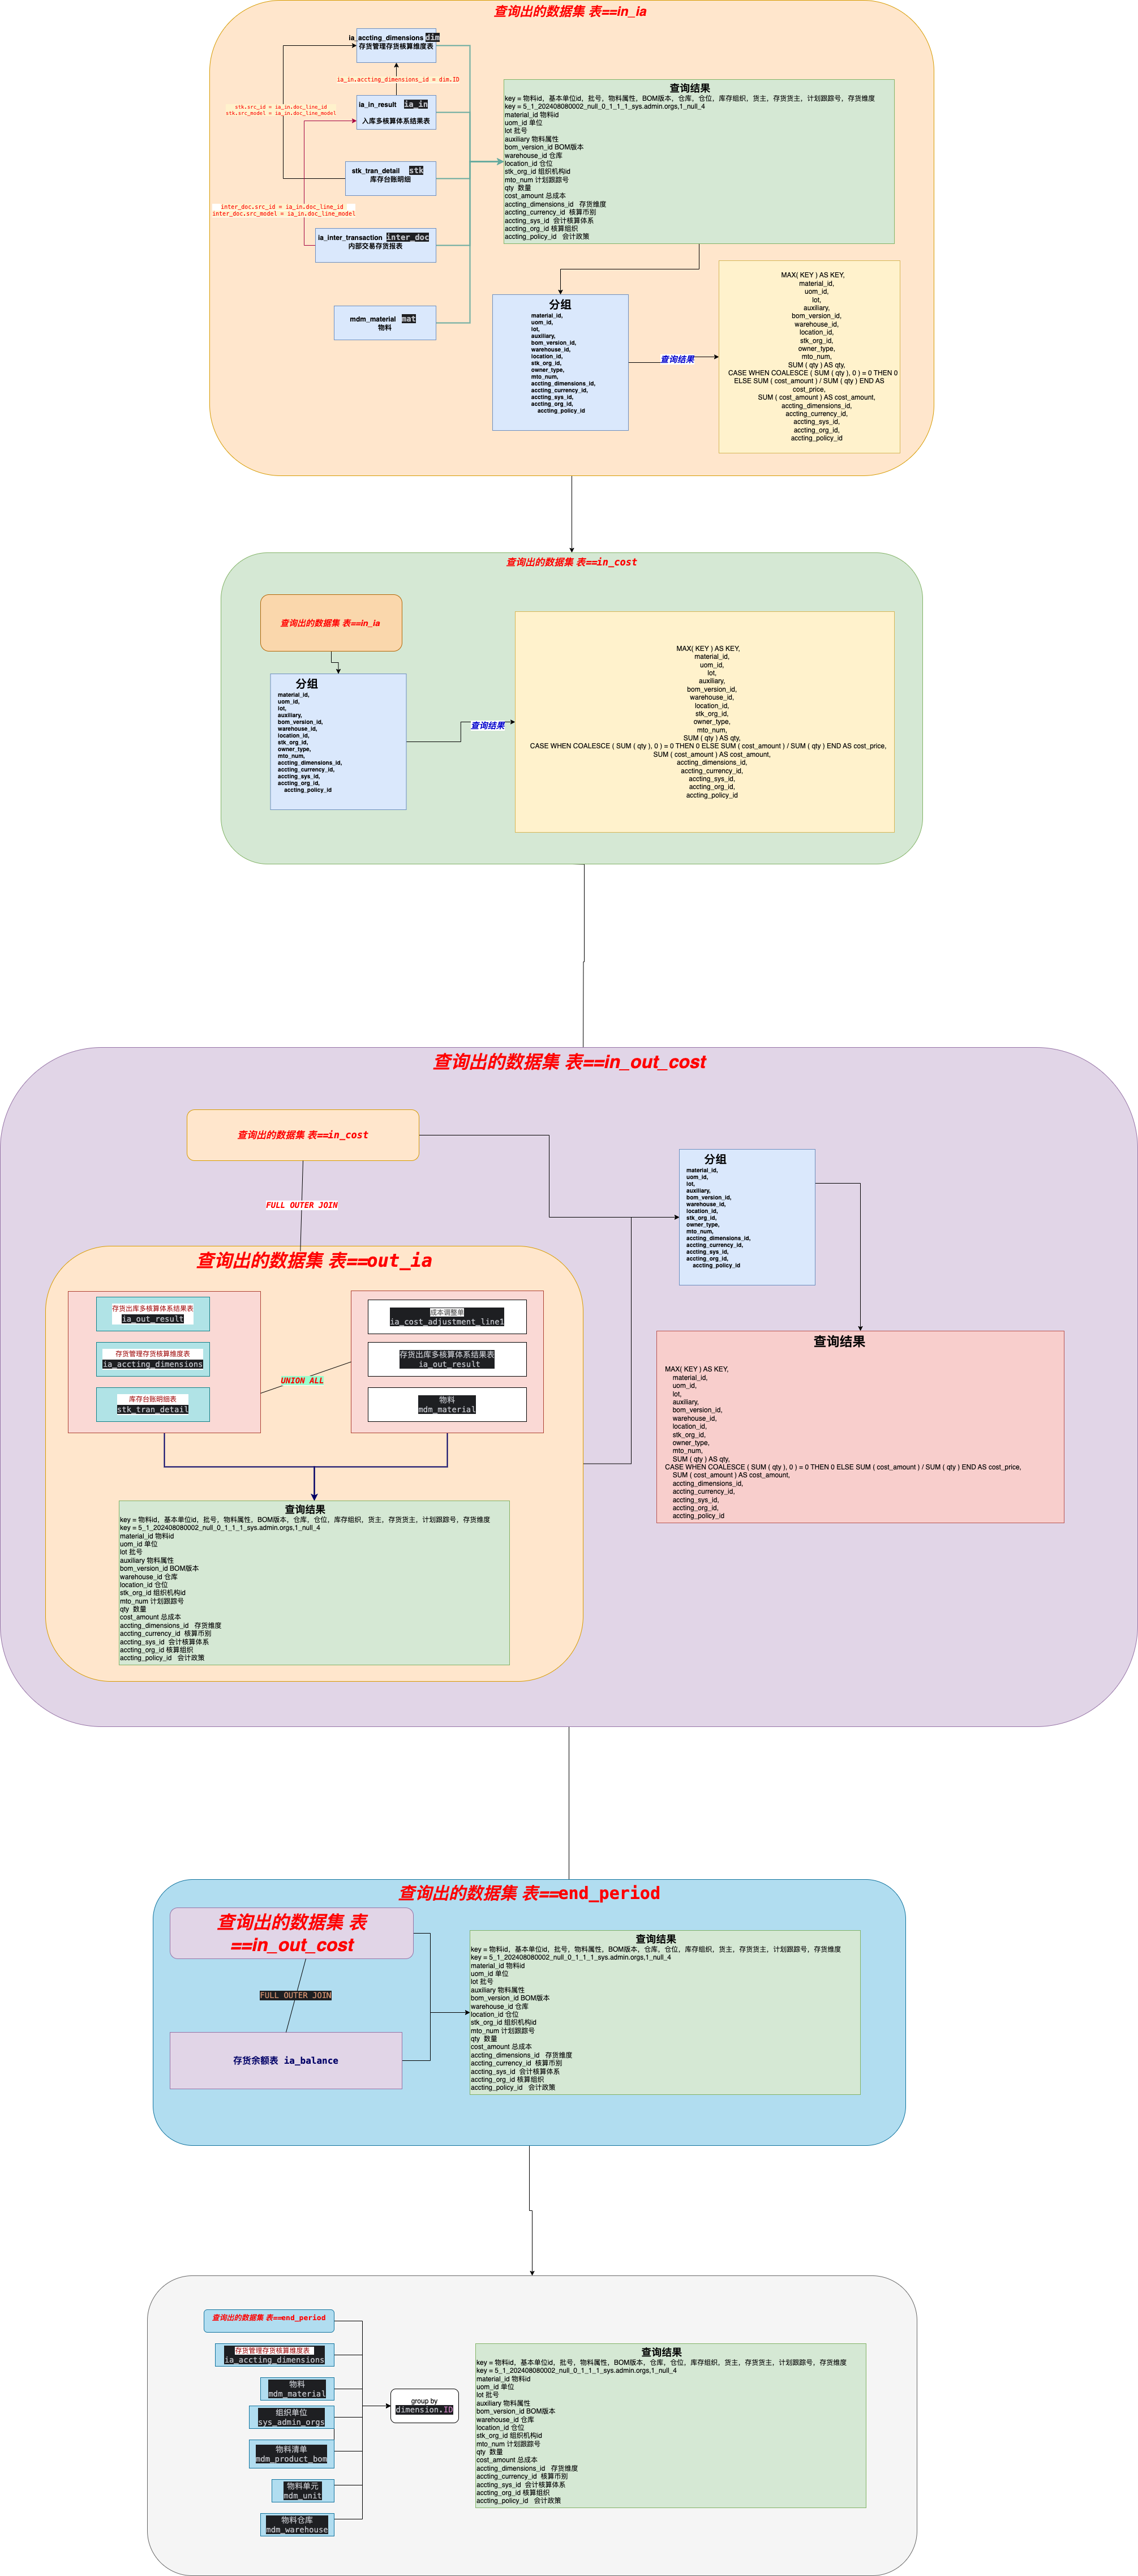 查询出的数据集 表==in_ia
ia_accting_dimensions dim
存货管理存货核算维度表
ia_in.accting_dimensions_id = dim.ID
ia_in_result ia_in
入库多核算体系结果表
stk.src_id = ia_in.doc_line_id
stk.src_model = ia_in.doc_line_model
stk_tran_detail stk
库存台账明细
inter_doc.src_id = ia_in.doc_line_id
inter_doc.src_model = ia_in.doc_line_model
ia_inter_transaction inter_doc
内部交易存货报表
mdm_material mat
物料
查询结果
key = 物料id，基本单位id，批号，物料属性，BOM版本，仓库，仓位，库存组织，货主，存货货主，计划跟踪号，存货维度
key = 5_1_202408080002_null_0_1_1_1_sys.admin.orgs,1_null_4
material_id 物料id
uom_id 单位
lot 批号
auxiliary 物料属性
bom_version_id BOM版本
warehouse_id 仓库
location_id 仓位
stk_org_id 组织机构id
mto_num 计划跟踪号
qty 数量
cost_amount 总成本
accting_dimensions_id 存货维度
accting_currency_id 核算币别
accting_sys_id 会计核算体系
accting_org_id 核算组织
accting_policy_id 会计政策
分组
material_id,
uom_id,
lot,
auxiliary,
bom_version_id,
warehouse_id,
location_id,
stk_org_id,
owner_type,
mto_num,
accting_dimensions_id,
accting_currency_id,
accting_sys_id,
accting_org_id,
accting_policy_id
查询结果
MAX( KEY ) AS KEY,
material_id,
uom_id,
lot,
auxiliary,
bom_version_id,
warehouse_id,
location_id,
stk_org_id,
owner_type,
mto_num,
SUM ( qty ) AS qty,
CASE WHEN COALESCE ( SUM ( qty ), 0 ) = 0 THEN 0
ELSE SUM ( cost_amount ) / SUM ( qty ) END AS
cost_price,
SUM ( cost_amount ) AS cost_amount,
accting_dimensions_id,
accting_currency_id,
accting_sys_id,
accting_org_id,
accting_policy_id
查询出的数据集 表==in_cost
查询出的数据集 表==in_ia
分组
material_id,
uom_id,
lot,
auxiliary,
bom_version_id,
warehouse_id,
location_id,
stk_org_id,
owner_type,
mto_num,
accting_dimensions_id,
accting_currency_id,
accting_sys_id,
accting_org_id,
accting_policy_id
查询结果
MAX( KEY ) AS KEY,
material_id,
uom_id,
lot,
auxiliary,
bom_version_id,
warehouse_id,
location_id,
stk_org_id,
owner_type,
mto_num,
SUM ( qty ) AS qty,
CASE WHEN COALESCE ( SUM ( qty ), 0 ) = 0 THEN 0 ELSE SUM ( cost_amount ) / SUM ( qty ) END AS cost_price,
SUM ( cost_amount ) AS cost_amount,
accting_dimensions_id,
accting_currency_id,
accting_sys_id,
accting_org_id,
accting_policy_id
查询出的数据集 表==in_out_cost
查询出的数据集 表==in_cost
FULL OUTER JOIN
查询出的数据集 表==out_ia
存货出库多核算体系结果表
ia_out_result
存货管理存货核算维度表
ia_accting_dimensions
库存台账明细表
stk_tran_detail
UNION ALL
成本调整单
ia_cost_adjustment_line1
存货出库多核算体系结果表
ia_out_result
物料
mdm_material
查询结果
key = 物料id，基本单位id，批号，物料属性，BOM版本，仓库，仓位，库存组织，货主，存货货主，计划跟踪号，存货维度
key = 5_1_202408080002_null_0_1_1_1_sys.admin.orgs,1_null_4
material_id 物料id
uom_id 单位
lot 批号
auxiliary 物料属性
bom_version_id BOM版本
warehouse_id 仓库
location_id 仓位
stk_org_id 组织机构id
mto_num 计划跟踪号
qty 数量
cost_amount 总成本
accting_dimensions_id 存货维度
accting_currency_id 核算币别
accting_sys_id 会计核算体系
accting_org_id 核算组织
accting_policy_id 会计政策
分组
material_id,
uom_id,
lot,
auxiliary,
bom_version_id,
warehouse_id,
location_id,
stk_org_id,
owner_type,
mto_num,
accting_dimensions_id,
accting_currency_id,
accting_sys_id,
accting_org_id,
accting_policy_id
查询结果
MAX( KEY ) AS KEY,
material_id,
uom_id,
lot,
auxiliary,
bom_version_id,
warehouse_id,
location_id,
stk_org_id,
owner_type,
mto_num,
SUM ( qty ) AS qty,
CASE WHEN COALESCE ( SUM ( qty ), 0 ) = 0 THEN 0 ELSE SUM ( cost_amount ) / SUM ( qty ) END AS cost_price,
SUM ( cost_amount ) AS cost_amount,
accting_dimensions_id,
accting_currency_id,
accting_sys_id,
accting_org_id,
accting_policy_id
查询出的数据集 表==end_period
查询出的数据集 表
==in_out_cost
FULL OUTER JOIN
存货余额表 ia_balance
查询结果
key = 物料id，基本单位id，批号，物料属性，BOM版本，仓库，仓位，库存组织，货主，存货货主，计划跟踪号，存货维度
key = 5_1_202408080002_null_0_1_1_1_sys.admin.orgs,1_null_4
material_id 物料id
uom_id 单位
lot 批号
auxiliary 物料属性
bom_version_id BOM版本
warehouse_id 仓库
location_id 仓位
stk_org_id 组织机构id
mto_num 计划跟踪号
qty 数量
cost_amount 总成本
accting_dimensions_id 存货维度
accting_currency_id 核算币别
accting_sys_id 会计核算体系
accting_org_id 核算组织
accting_policy_id 会计政策
查询出的数据集 表==end_period
存货管理存货核算维度表
ia_accting_dimensions
物料
mdm_material
组织单位
sys_admin_orgs
物料清单
mdm_product_bom
物料单元
mdm_unit
物料仓库
mdm_warehouse
group by
dimension.ID
查询结果
key = 物料id，基本单位id，批号，物料属性，BOM版本，仓库，仓位，库存组织，货主，存货货主，计划跟踪号，存货维度
key = 5_1_202408080002_null_0_1_1_1_sys.admin.orgs,1_null_4
material_id 物料id
uom_id 单位
lot 批号
auxiliary 物料属性
bom_version_id BOM版本
warehouse_id 仓库
location_id 仓位
stk_org_id 组织机构id
mto_num 计划跟踪号
qty 数量
cost_amount 总成本
accting_dimensions_id 存货维度
accting_currency_id 核算币别
accting_sys_id 会计核算体系
accting_org_id 核算组织
accting_policy_id 会计政策